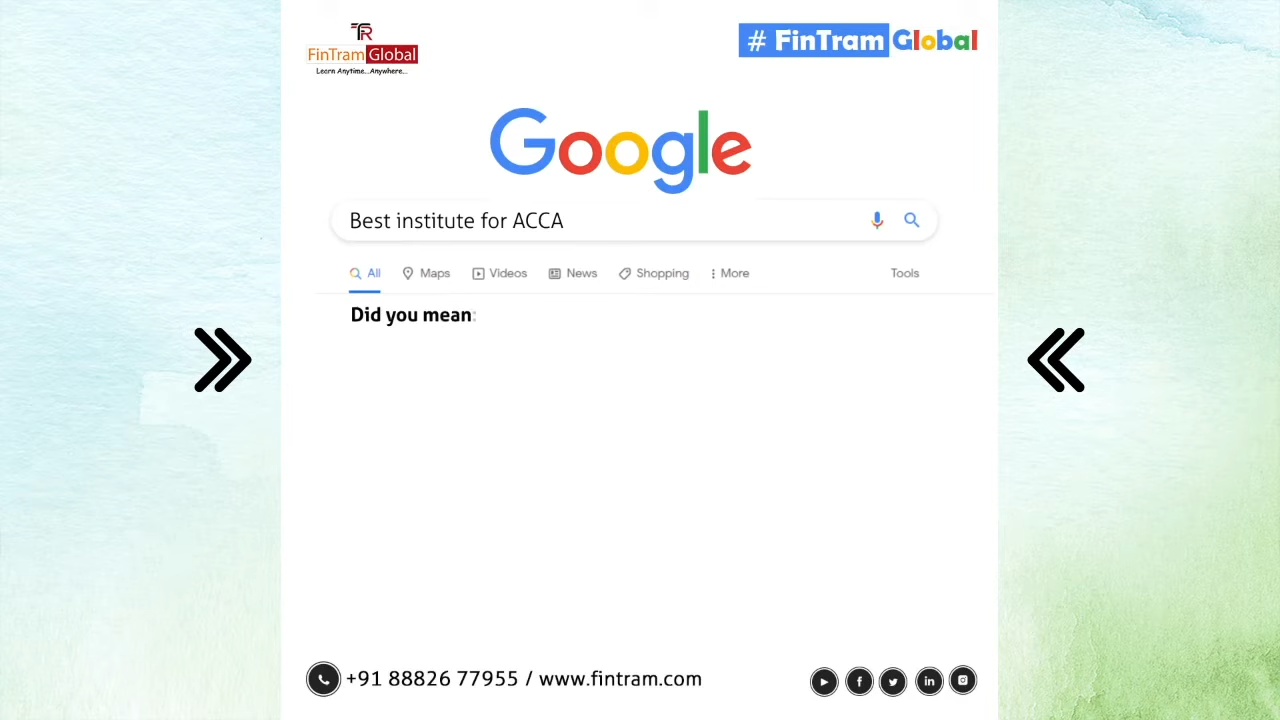 FR
FinTram Global
Learn Anytime...Anywhere...
# FinTram Global
Google
Best institute for ACCA
All Maps Videos News Shopping More Tools
Did you mean:
+91 88826 77955 / www.fintram.com